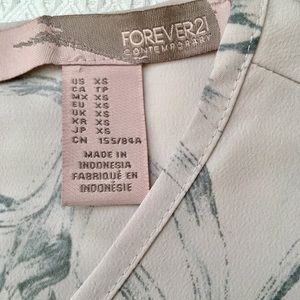 FOREVER21
CONTEMPORARY
US XS
CA TP
MX XS
EU XS
UK XS
KR XS
JP XS
CN 155/84A
MADE IN
INDONESIA
FABRIQUÉ EN
INDONÉSIE